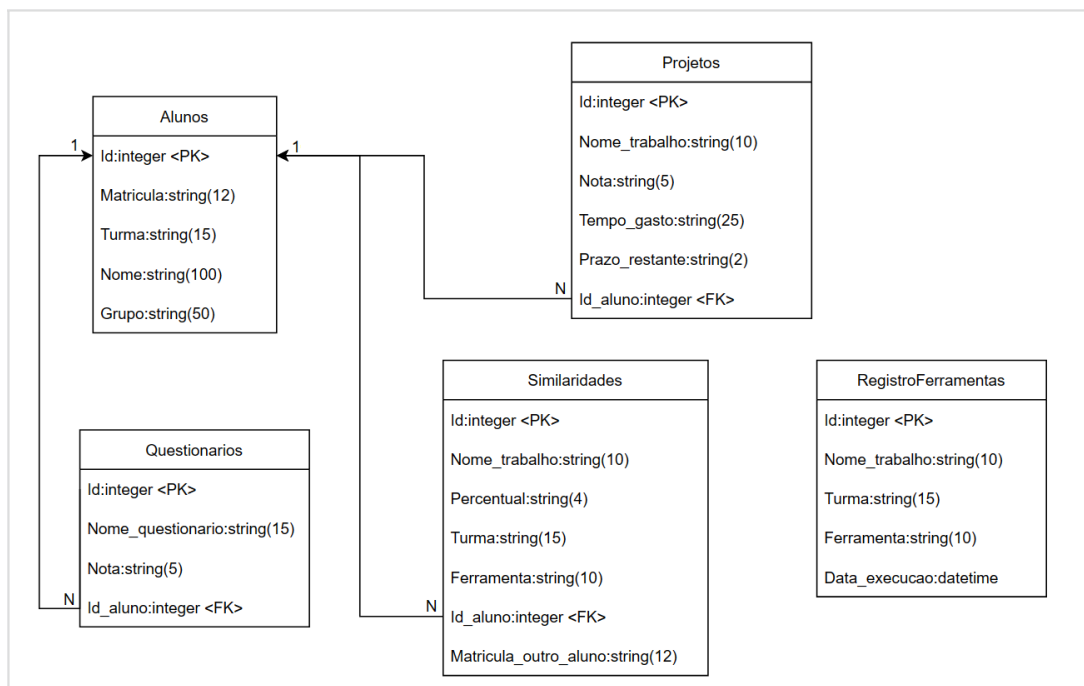 Alunos
Id:integer <PK>
Matricula:string(12)
Turma:string(15)
Nome:string(100)
Grupo:string(50)
1
1
Projetos
Id:integer <PK>
Nome_trabalho:string(10)
Nota:string(5)
Tempo_gasto:string(25)
Prazo_restante:string(2)
Id_aluno:integer <FK>
N
Questionarios
Id:integer <PK>
Nome_questionario:string(15)
Nota:string(5)
Id_aluno:integer <FK>
N
Similaridades
Id:integer <PK>
Nome_trabalho:string(10)
Percentual:string(4)
Turma:string(15)
Ferramenta:string(10)
Id_aluno:integer <FK>
Matricula_outro_aluno:string(12)
N
RegistroFerramentas
Id:integer <PK>
Nome_trabalho:string(10)
Turma:string(15)
Ferramenta:string(10)
Data_execucao:datetime